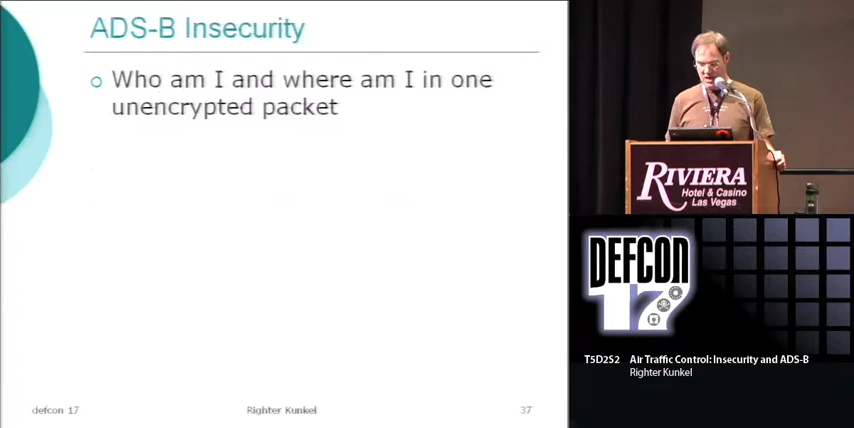 ADS-B Insecurity
Who am I and where am I in one
unencrypted packet
defcon 17
Righter Kunkel
37
RIVIERA
Hotel & Casino
Las Vegas
DEFCON
17
T5D2S2 Air Traffic Control: Insecurity and ADS-B
Righter Kunkel